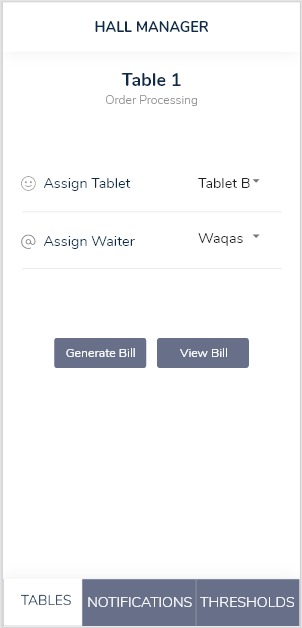 HALL MANAGER
Table 1
Order Processing
Assign Tablet Tablet B
Assign Waiter Waqas
Generate Bill View Bill
TABLES NOTIFICATIONS THRESHOLDS